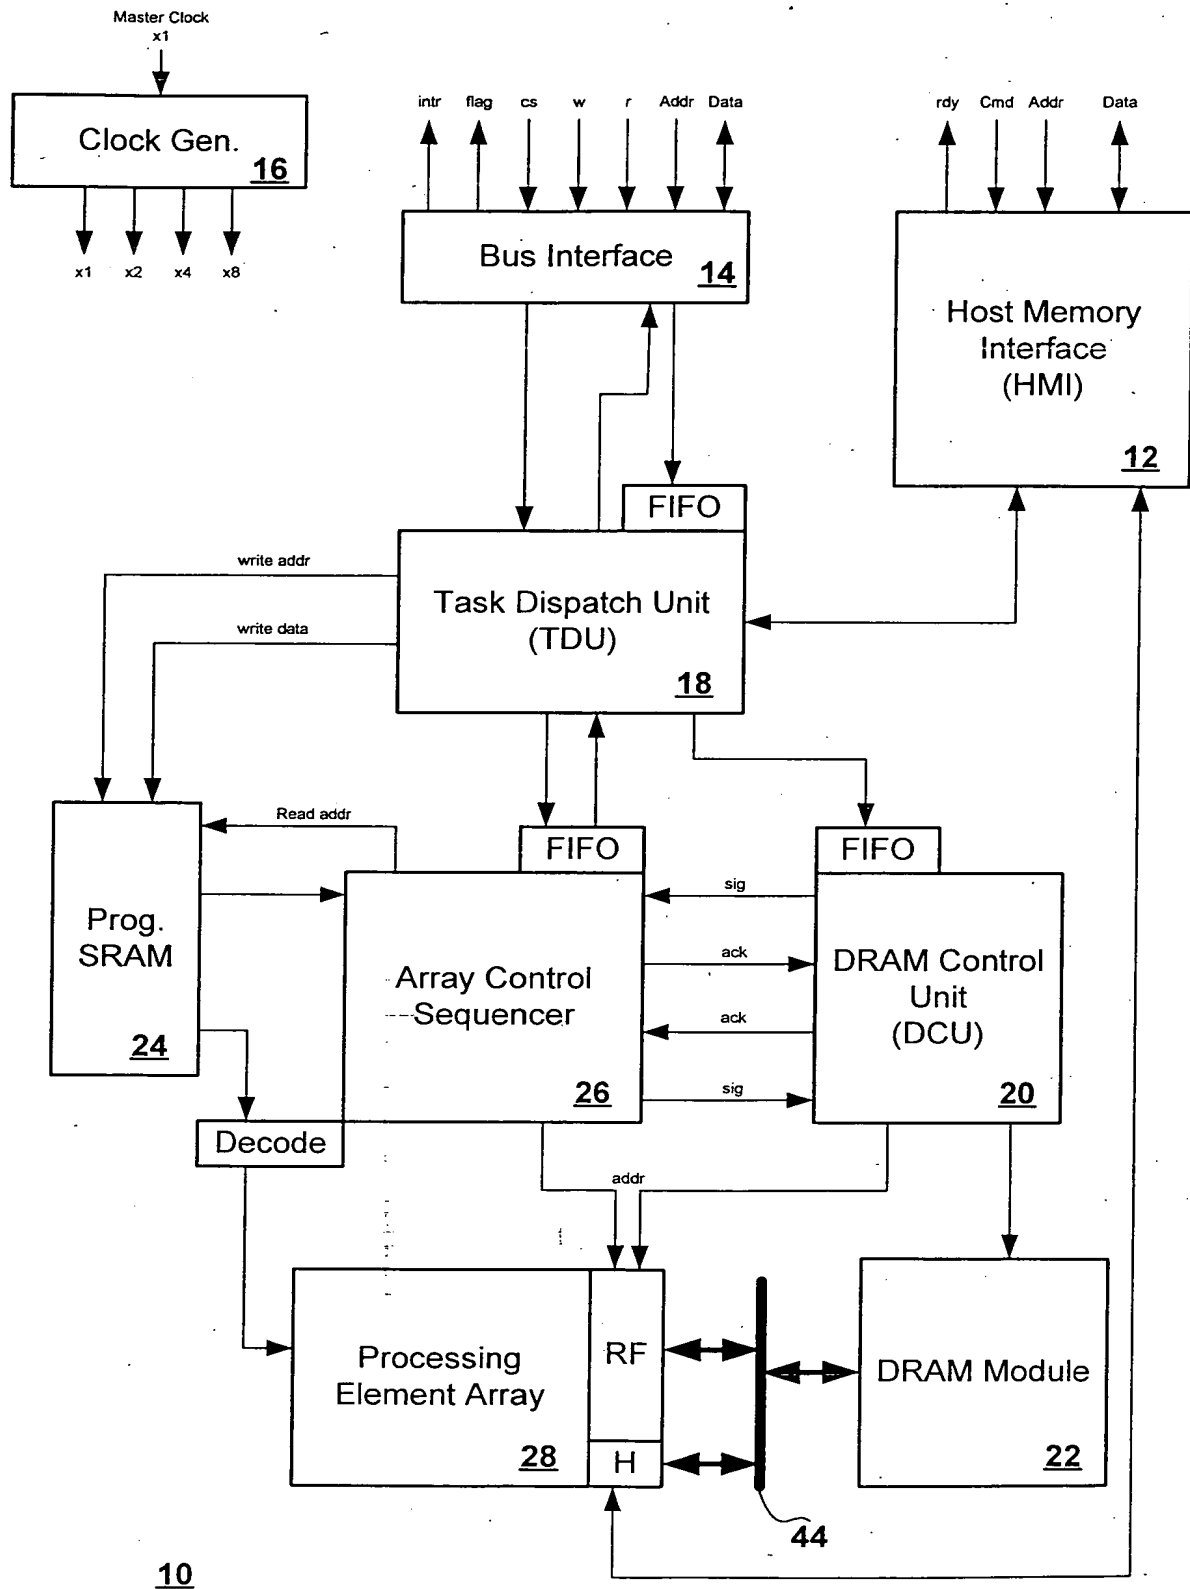 Master Clock
x1
Clock Gen.
16
x1 x2 x4 x8
intr flag cs w r Addr Data
Bus Interface
14
rdy Cmd Addr Data
Host Memory
Interface
(HMI)
12
FIFO
Task Dispatch Unit
(TDU)
18
write addr
write data
Read addr
Prog.
SRAM
24
FIFO
Array Control
Sequencer
26
sig
ack
ack
sig
FIFO
DRAM Control
Unit
(DCU)
20
Decode
addr
Processing
Element Array
28
RF
H
44
DRAM Module
22
10